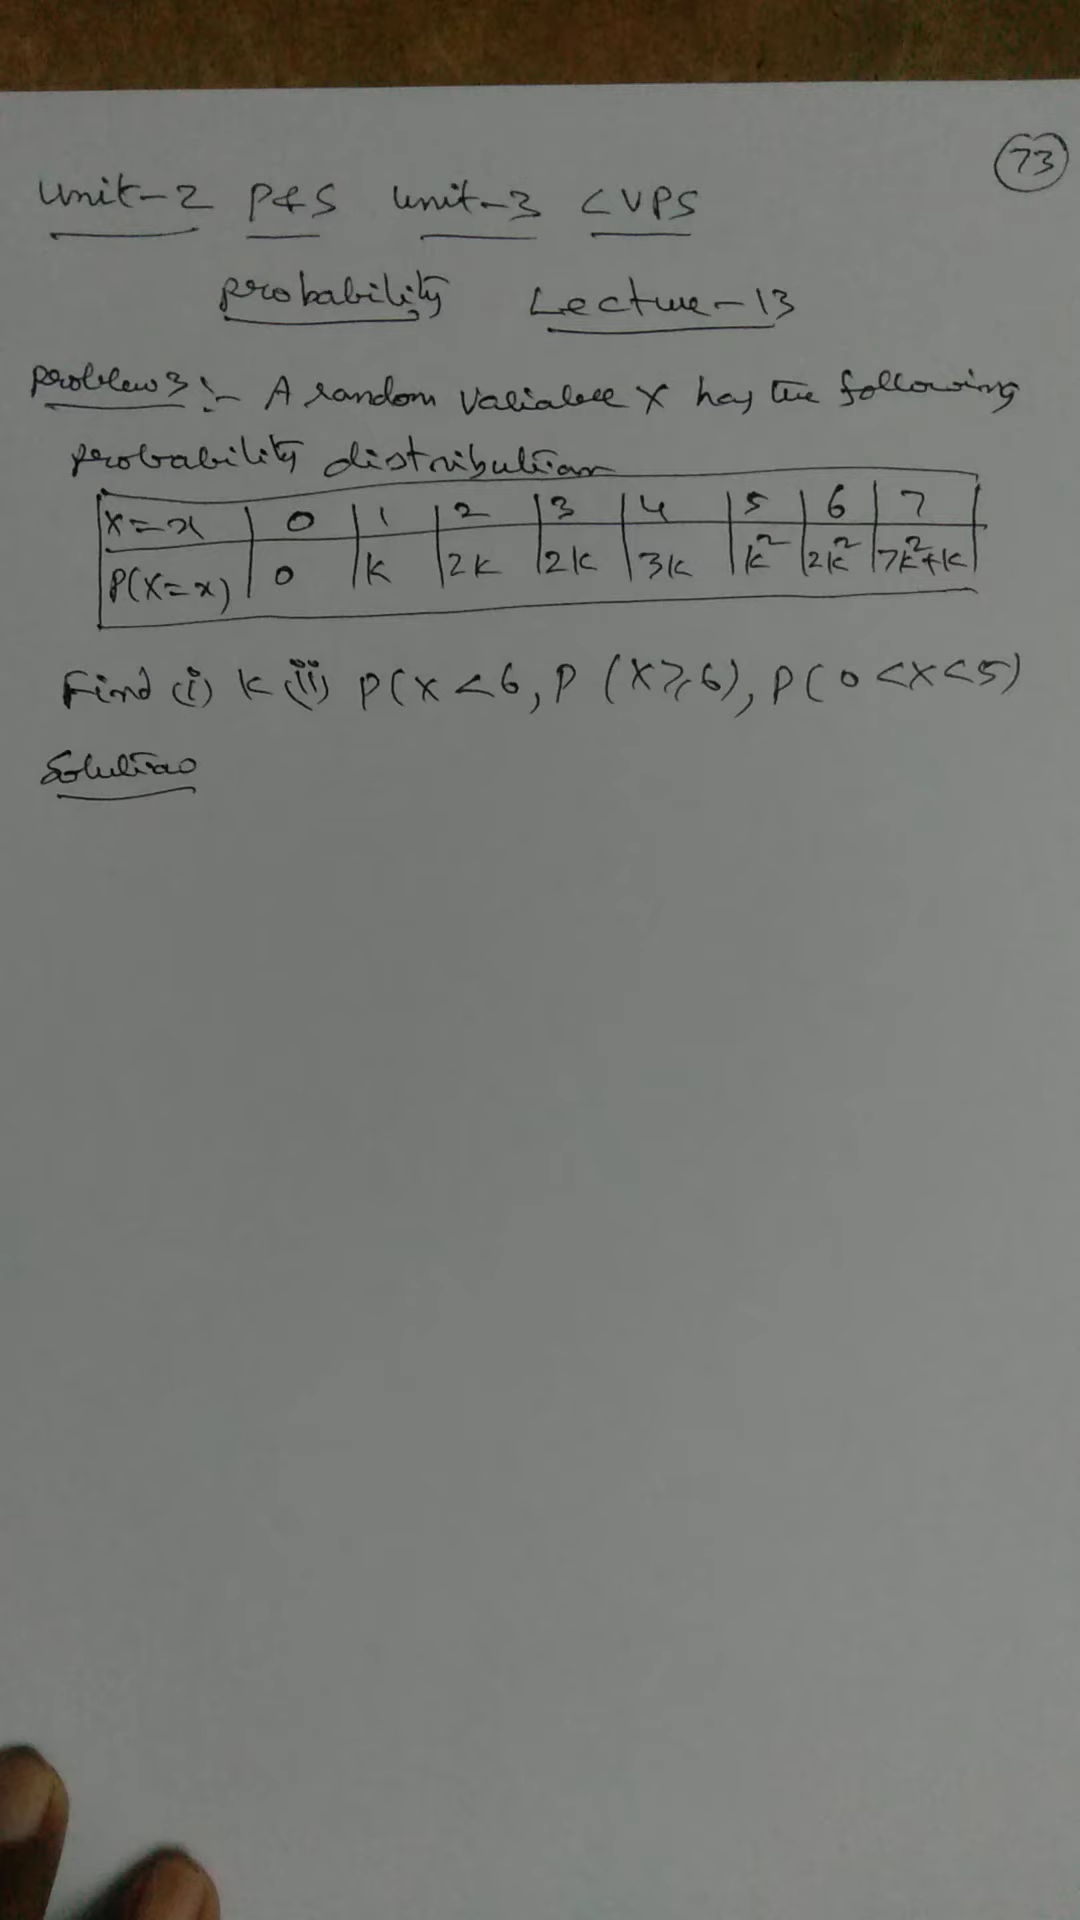 73
Unit-2 P&S Unit-3 CVPS
probability Lecture-13
problem 3:- A random variable X has the following
probability distribution
X=x 0 1 2 3 4 5 6 7
P(X=x) 0 k 2k 2k 3k k² 2k² 7k²+k
Find (i) k (ii) P(X<6, P (X≥6), P(0<X<5)
Solution